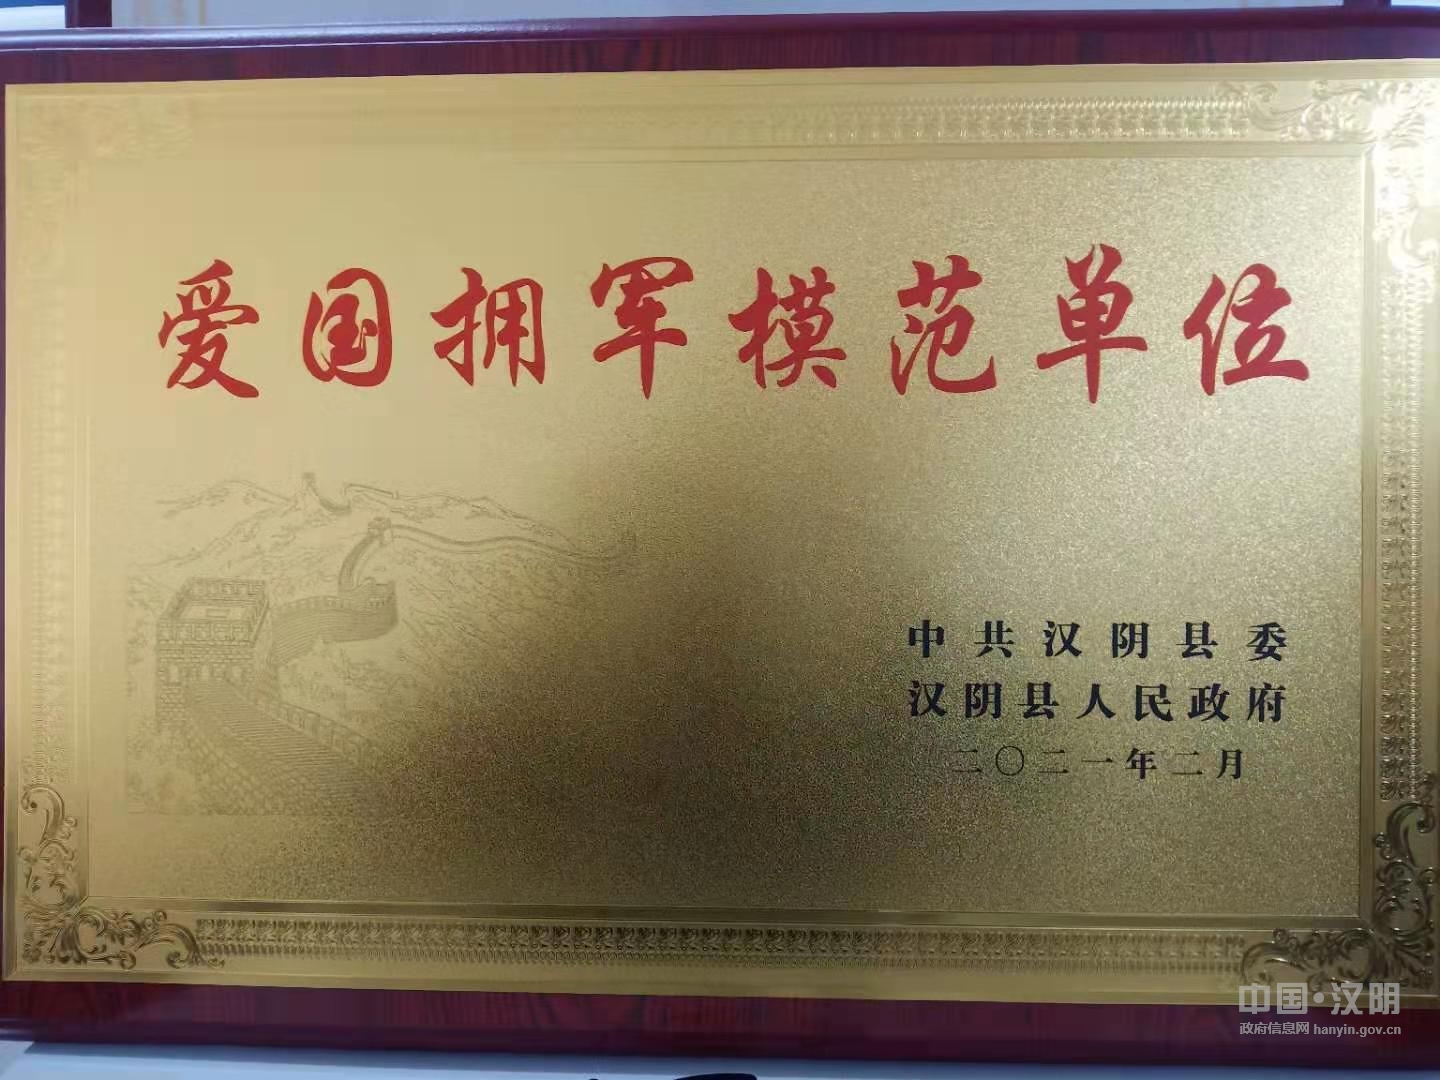 爱国拥军模范单位
中共汉阴县委
汉阴县人民政府
二〇二一年二月
中国·汉阴
政府信息网 hanyin.gov.cn